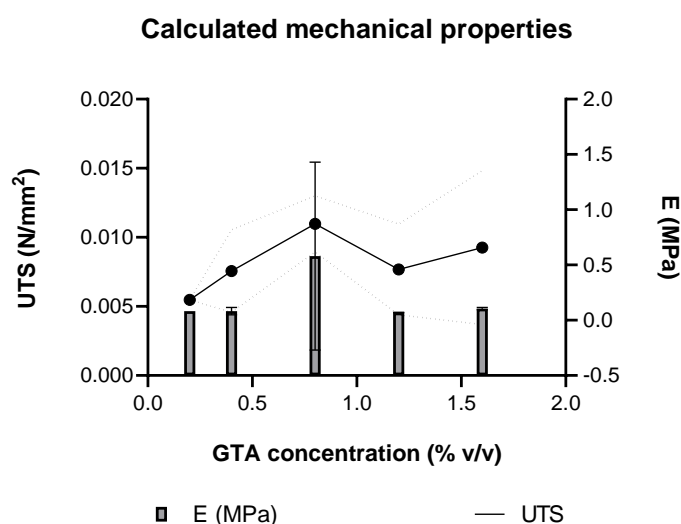 Calculated mechanical properties
UTS (N/mm²)
0.020
0.015
0.010
0.005
0.000
2.0
1.5
1.0
0.5
0.0
-0.5
E (MPa)
0.0 0.5 1.0 1.5 2.0
GTA concentration (% v/v)
E (MPa) UTS